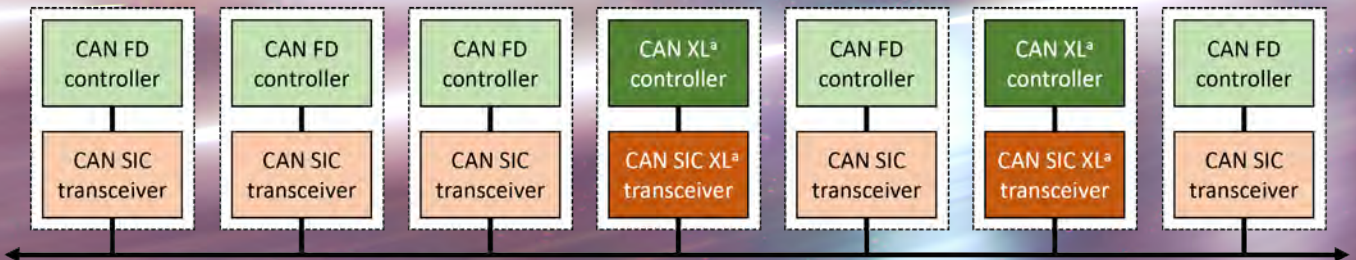 CAN FD
controller
CAN SIC
transceiver
CAN FD
controller
CAN SIC
transceiver
CAN FD
controller
CAN SIC
transceiver
CAN XLª
controller
CAN SIC XLª
transceiver
CAN FD
controller
CAN SIC
transceiver
CAN XLª
controller
CAN SIC XLª
transceiver
CAN FD
controller
CAN SIC
transceiver